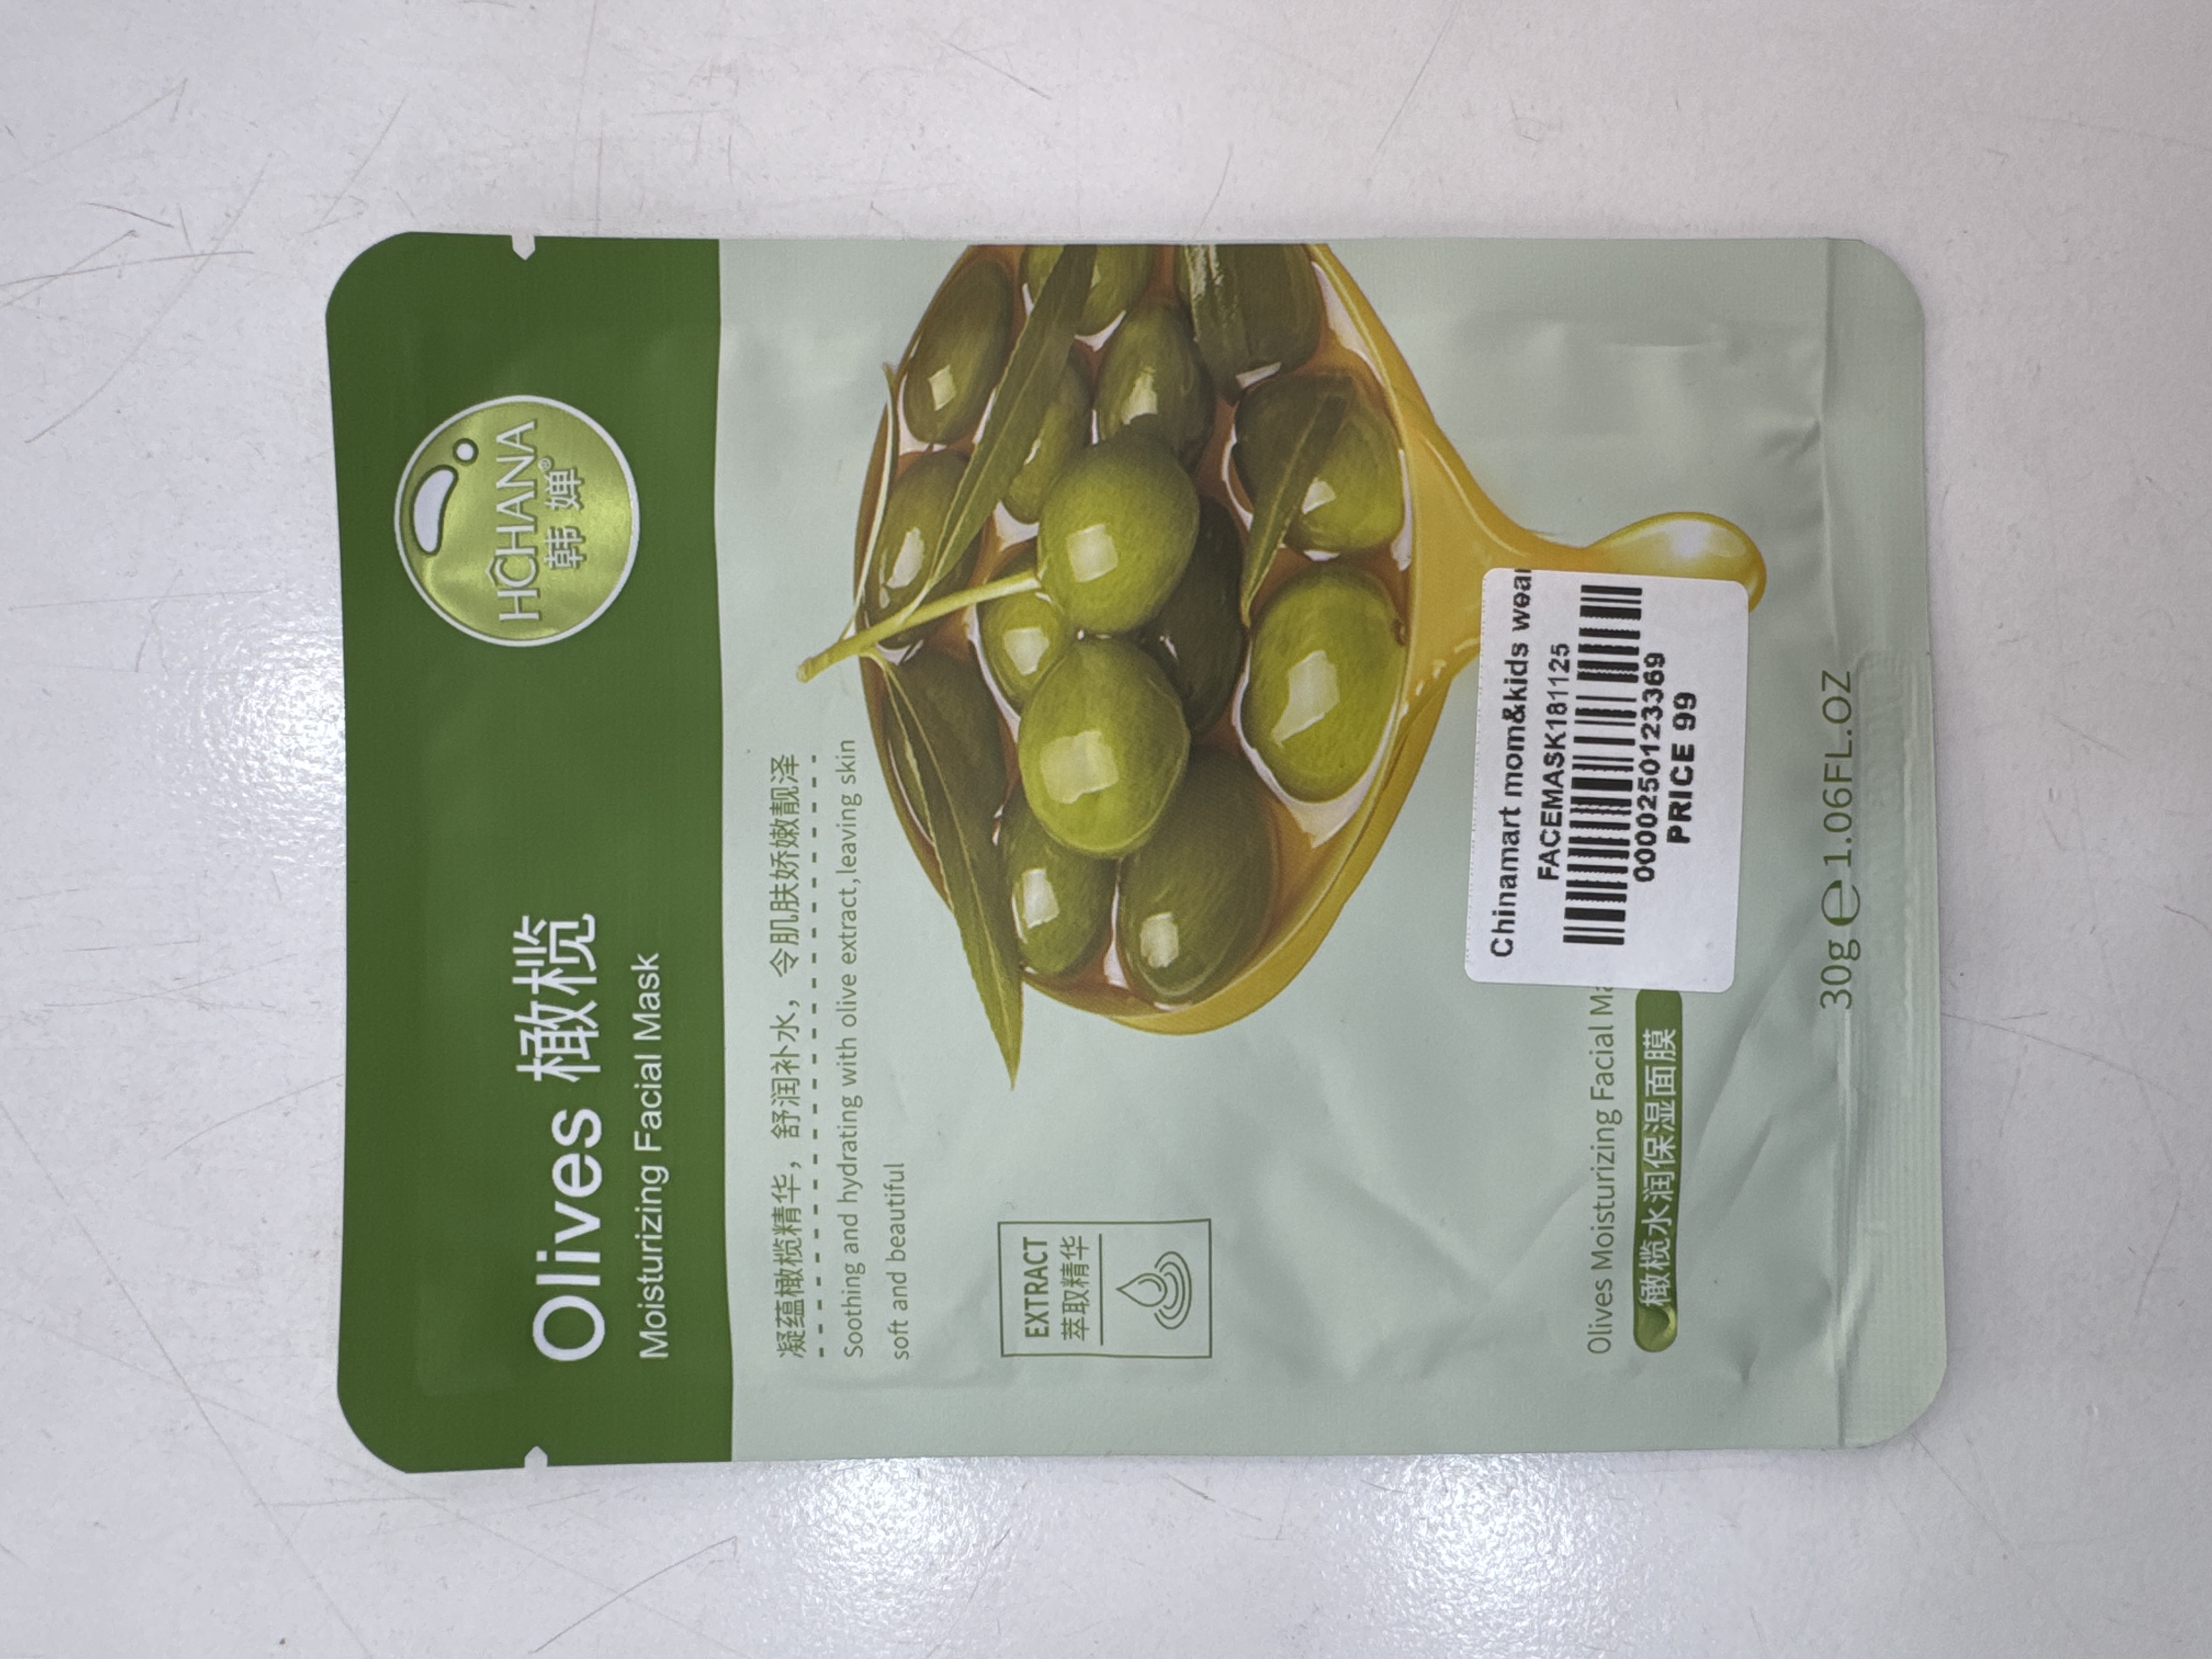 HCHANA
韩婵®
Olives 橄榄
Moisturizing Facial Mask
凝蕴橄榄精华，舒润补水，令肌肤娇嫩靓泽
Soothing and hydrating with olive extract,leaving skin
soft and beautiful
EXTRACT
萃取精华
Chinamart mom&kids wear
FACEMASK181125
0000250123369
PRICE 99
Olives Moisturizing Facial
橄榄水润保湿面膜
30g ℮ 1.06FL.OZ